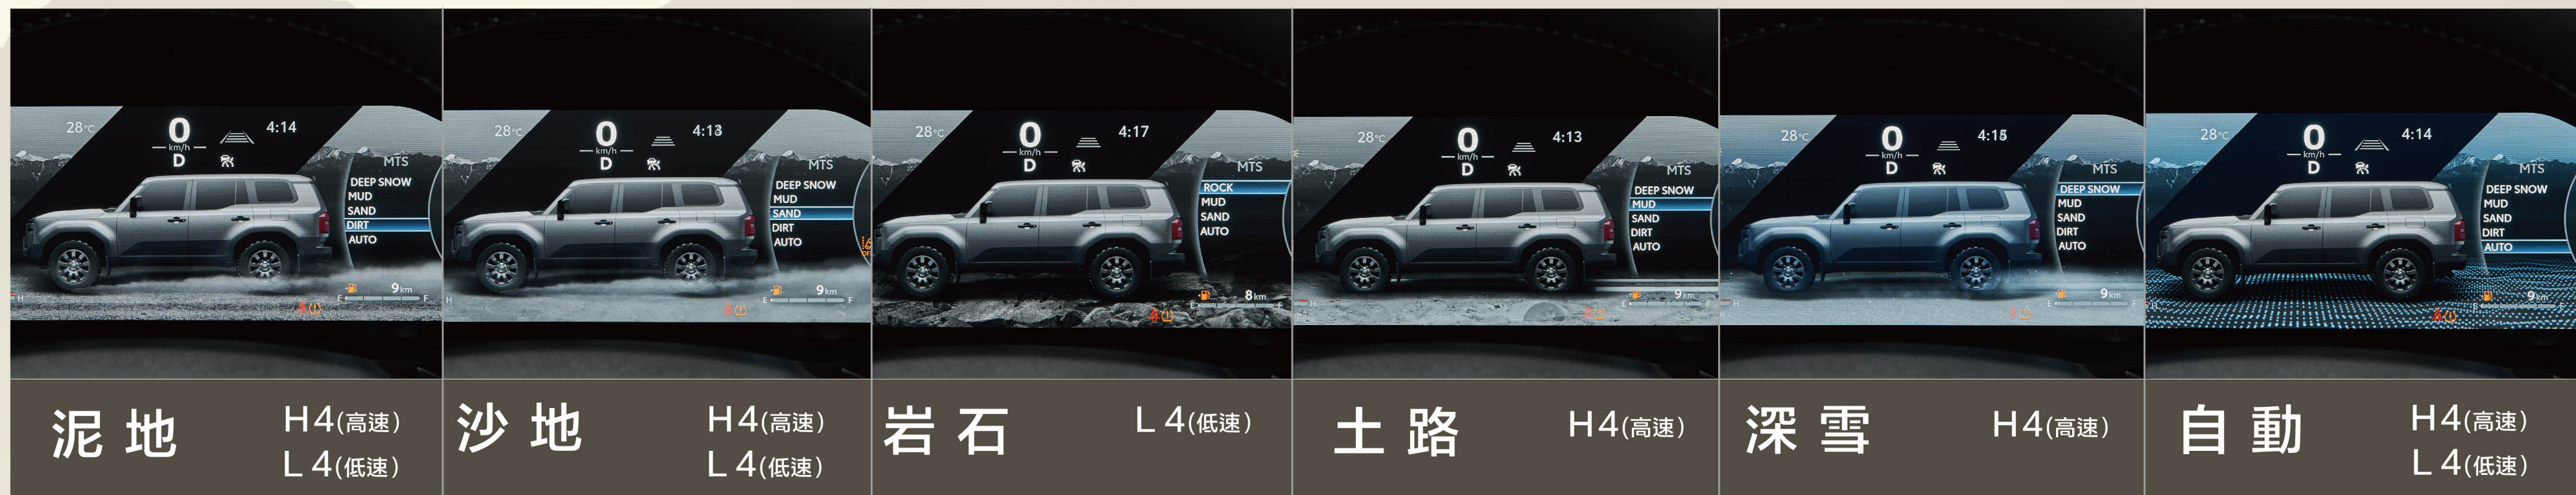 28°C
0
km/h
D
4:14
MTS
DEEP SNOW
MUD
SAND
DIRT
AUTO
9km
H
E F
泥地
H4(高速)
L4(低速)
28°C
0
km/h
D
4:13
MTS
DEEP SNOW
MUD
SAND
DIRT
AUTO
9km
H
E F
沙地
H4(高速)
L4(低速)
28°C
0
km/h
D
4:17
MTS
ROCK
MUD
SAND
AUTO
8km
E F
岩石
L4(低速)
28°C
0
km/h
D
4:13
MTS
DEEP SNOW
MUD
SAND
DIRT
AUTO
9km
H
E F
土路
H4(高速)
28°C
0
km/h
D
4:15
MTS
DEEP SNOW
MUD
SAND
DIRT
AUTO
9km
H
E F
深雪
H4(高速)
28°C
0
km/h
D
4:14
MTS
DEEP SNOW
MUD
SAND
DIRT
AUTO
9km
H
E
自動
H4(高速)
L4(低速)